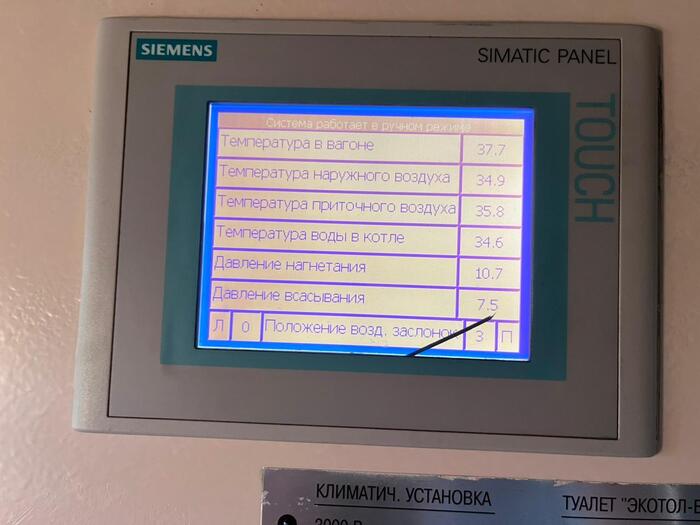 SIEMENS
SIMATIC PANEL
TOUCH
Система работает в ручном режиме
Температура в вагоне 37.7
Температура наружного воздуха 34.9
Температура приточного воздуха 35.8
Температура воды в котле 34.6
Давление нагнетания 10.7
Давление всасывания 7.5
Л 0 Положение возд. заслонок 3 П
КЛИМАТИЧ. УСТАНОВКА
ТУАЛЕТ "ЭКОТОЛ-
3000 В